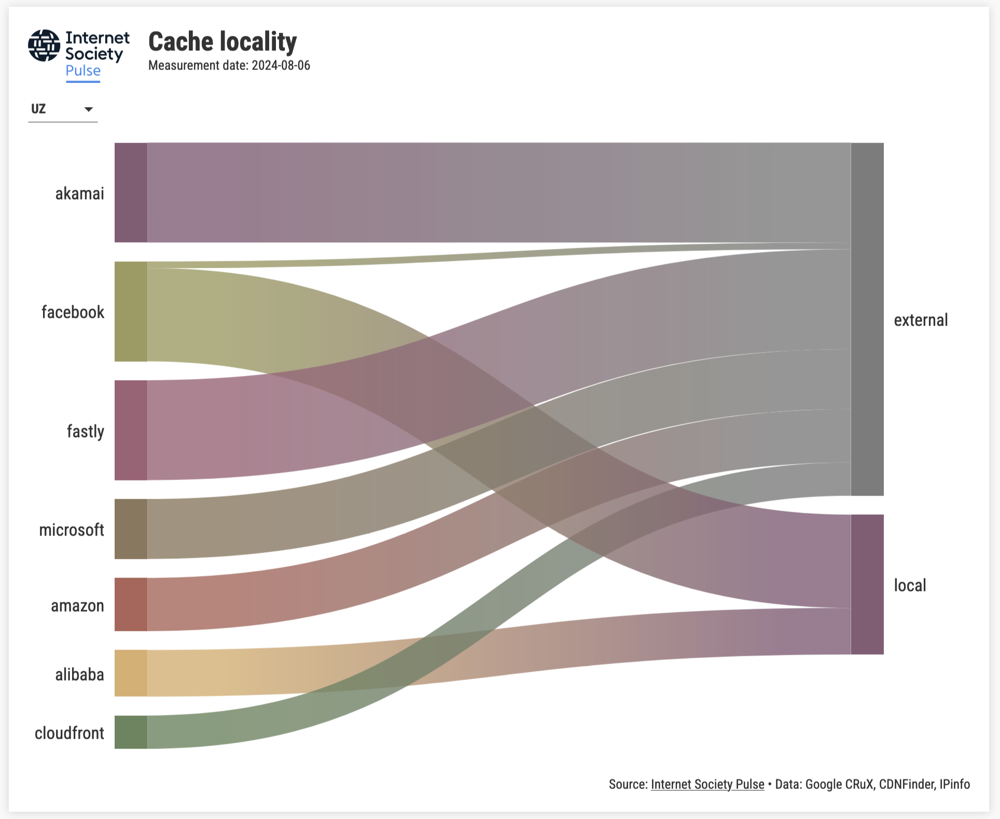 Internet
Society
Pulse
Cache locality
Measurement date: 2024-08-06
UZ
akamai
facebook
fastly
microsoft
amazon
alibaba
cloudfront
external
local
Source: Internet Society Pulse • Data: Google CRuX, CDNFinder, IPinfo